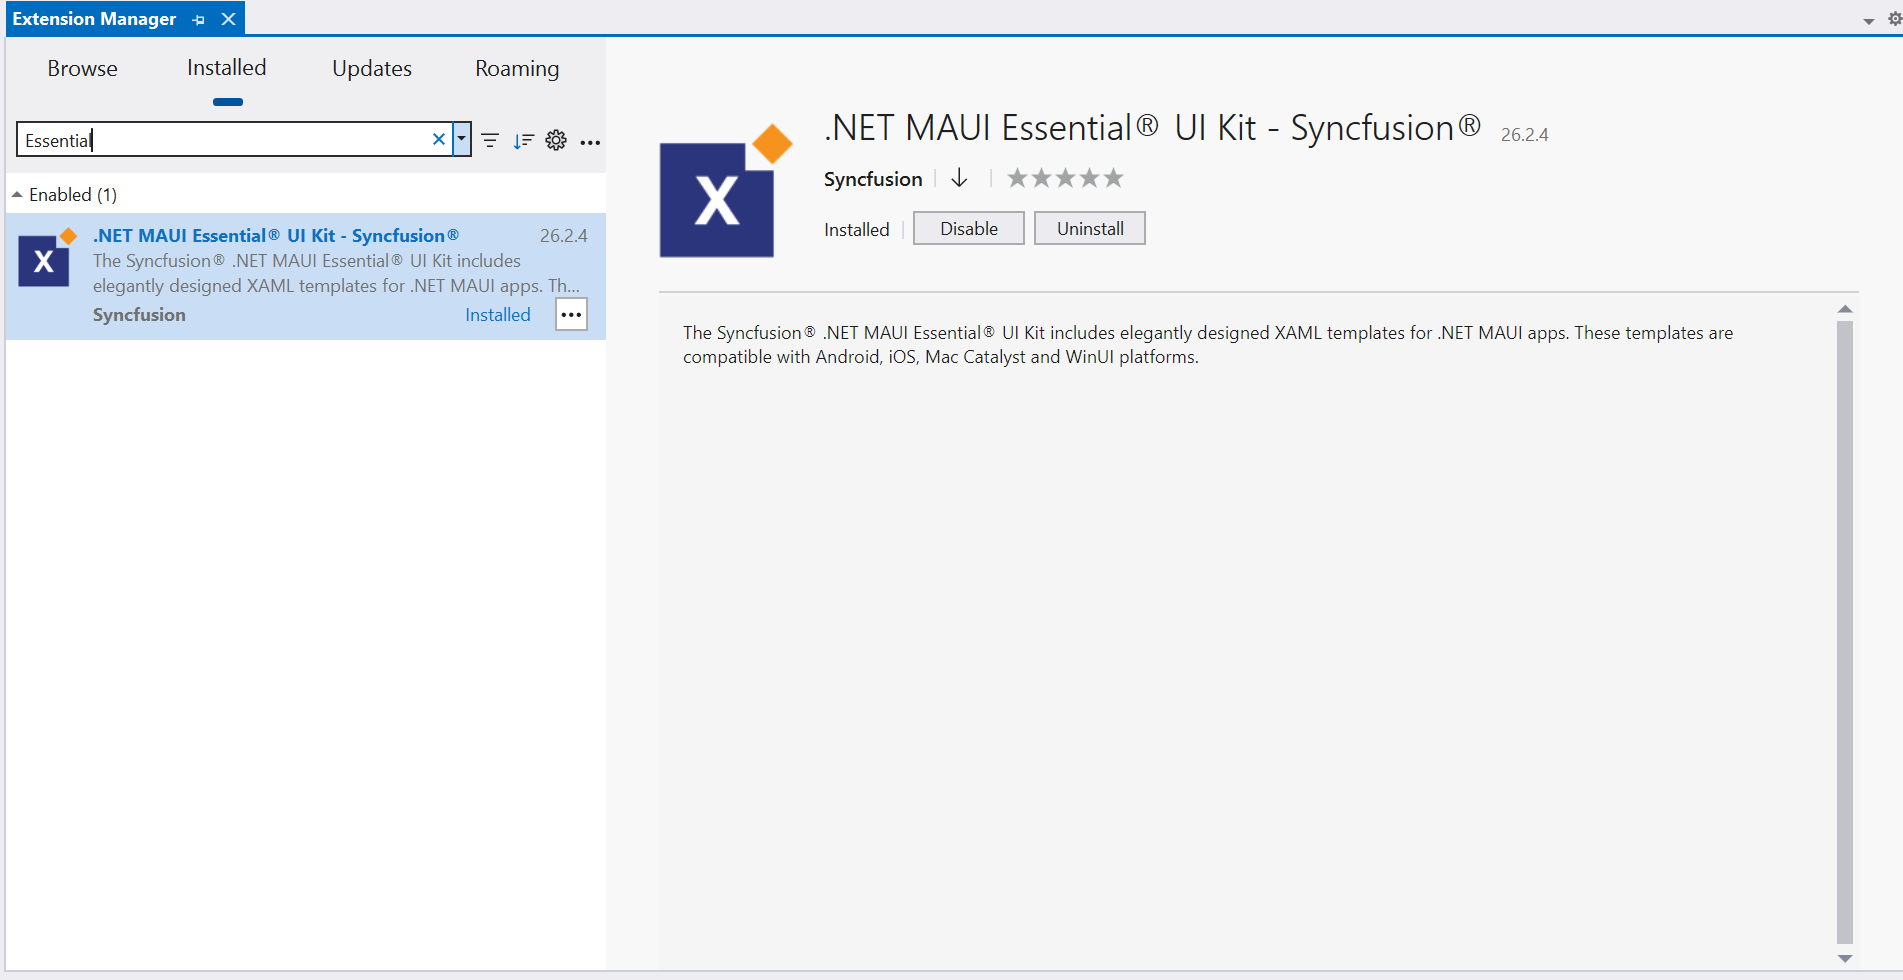 Extension Manager
Browse Installed Updates Roaming
Essential
Enabled (1)
.NET MAUI Essential® UI Kit - Syncfusion® 26.2.4
The Syncfusion® .NET MAUI Essential® UI Kit includes
elegantly designed XAML templates for .NET MAUI apps. Th...
Syncfusion Installed
X
X
.NET MAUI Essential® UI Kit - Syncfusion® 26.2.4
Syncfusion
Installed Disable Uninstall
The Syncfusion® .NET MAUI Essential® UI Kit includes elegantly designed XAML templates for .NET MAUI apps. These templates are
compatible with Android, iOS, Mac Catalyst and WinUI platforms.